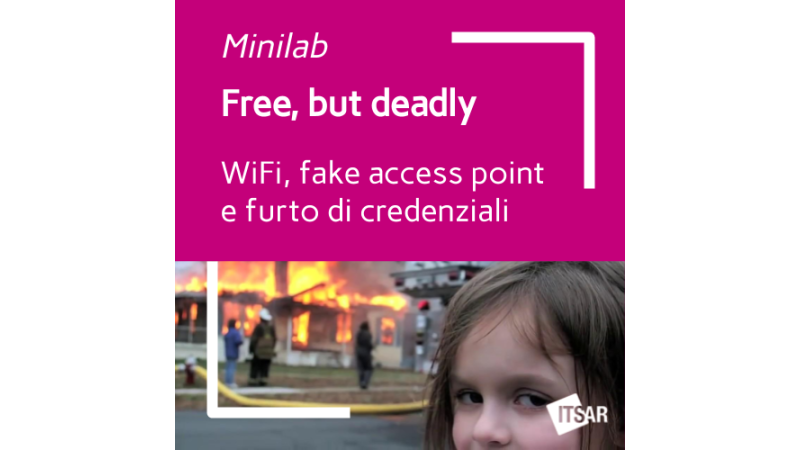 Minilab
Free, but deadly
WiFi, fake access point
e furto di credenziali
ITSAR